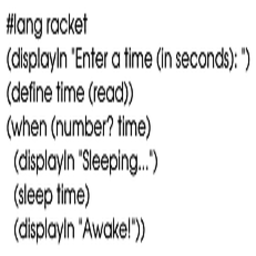 #lang racket
(displayln "Enter a time (in seconds): ")
(define time (read))
(when (number? time)
(displayln "Sleeping...")
(sleep time)
(displayln "Awake!"))